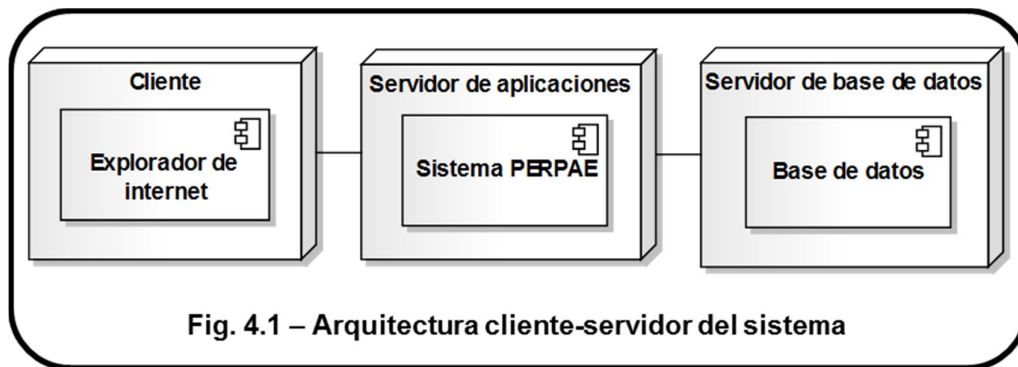 Cliente
Explorador de
internet
Servidor de aplicaciones
Sistema PERPAE
Servidor de base de datos
Base de datos
Fig. 4.1 – Arquitectura cliente-servidor del sistema